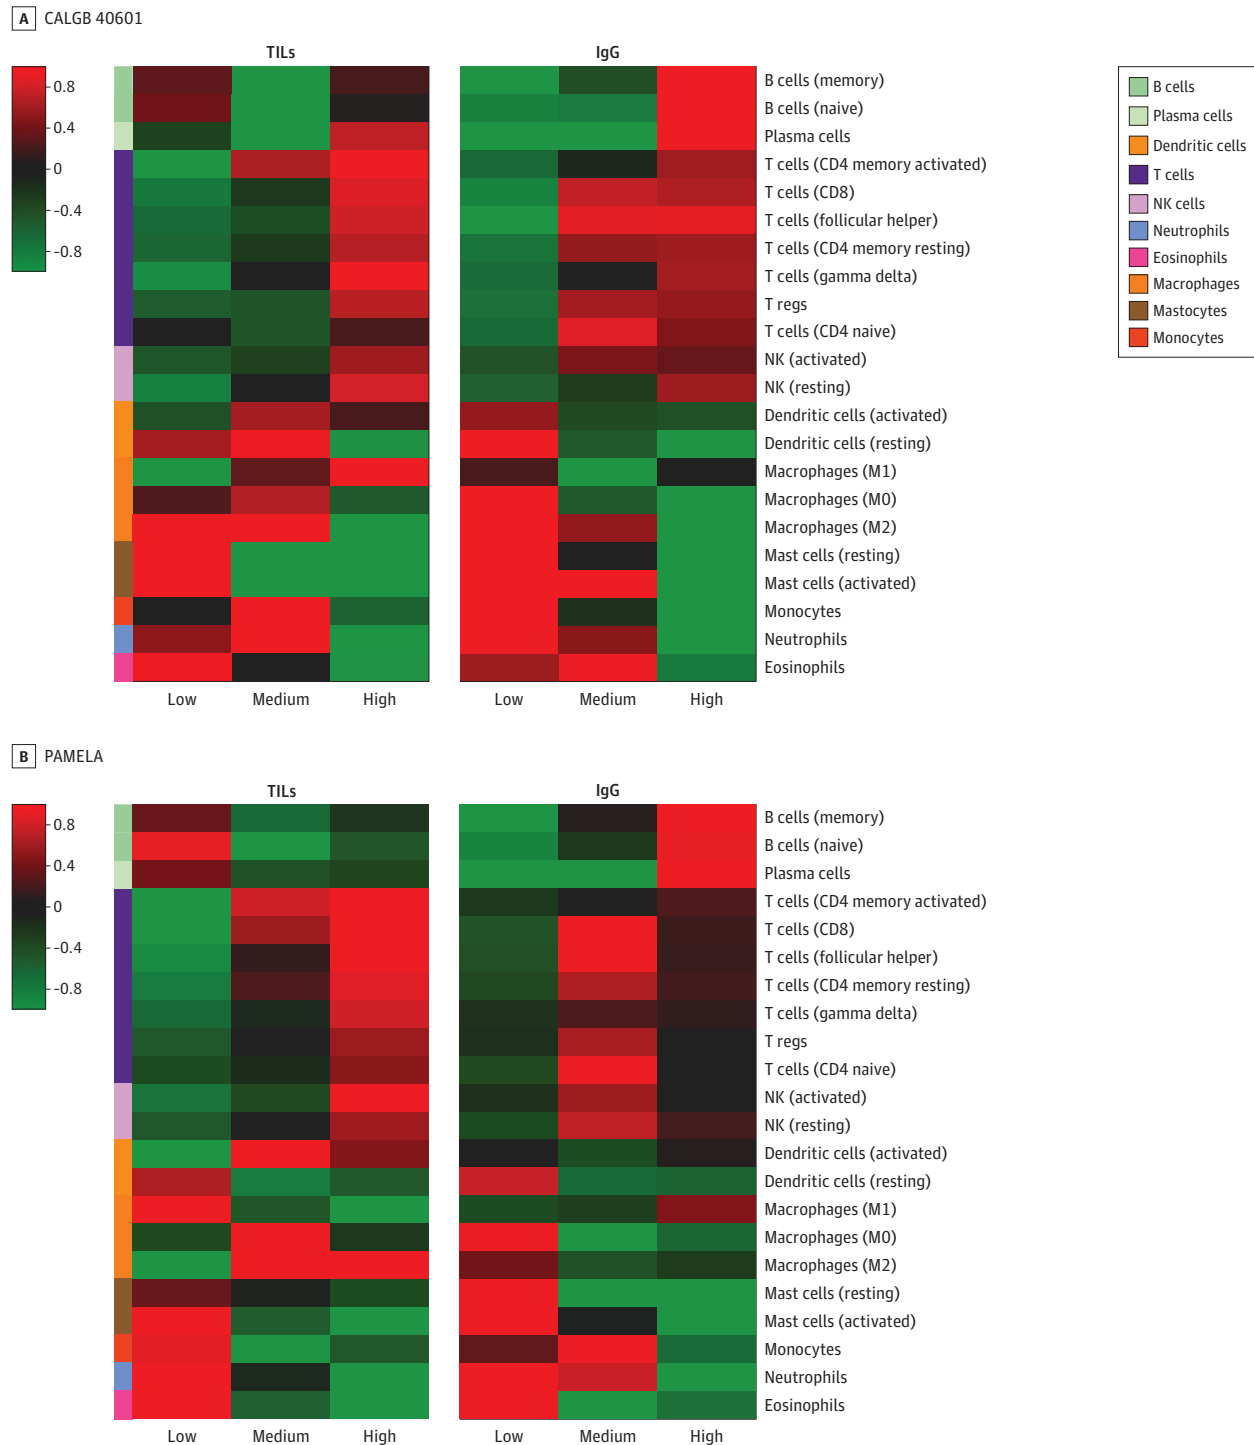 A CALGB 40601
TILs IgG
0.8
0.4
0
-0.4
-0.8
B cells (memory)
B cells (naive)
Plasma cells
T cells (CD4 memory activated)
T cells (CD8)
T cells (follicular helper)
T cells (CD4 memory resting)
T cells (gamma delta)
T regs
T cells (CD4 naive)
NK (activated)
NK (resting)
Dendritic cells (activated)
Dendritic cells (resting)
Macrophages (M1)
Macrophages (M0)
Macrophages (M2)
Mast cells (resting)
Mast cells (activated)
Monocytes
Neutrophils
Eosinophils
Low Medium High Low Medium High
B cells
Plasma cells
Dendritic cells
T cells
NK cells
Neutrophils
Eosinophils
Macrophages
Mastocytes
Monocytes
B PAMELA
TILs IgG
0.8
0.4
0
-0.4
-0.8
B cells (memory)
B cells (naive)
Plasma cells
T cells (CD4 memory activated)
T cells (CD8)
T cells (follicular helper)
T cells (CD4 memory resting)
T cells (gamma delta)
T regs
T cells (CD4 naive)
NK (activated)
NK (resting)
Dendritic cells (activated)
Dendritic cells (resting)
Macrophages (M1)
Macrophages (M0)
Macrophages (M2)
Mast cells (resting)
Mast cells (activated)
Monocytes
Neutrophils
Eosinophils
Low Medium High Low Medium High